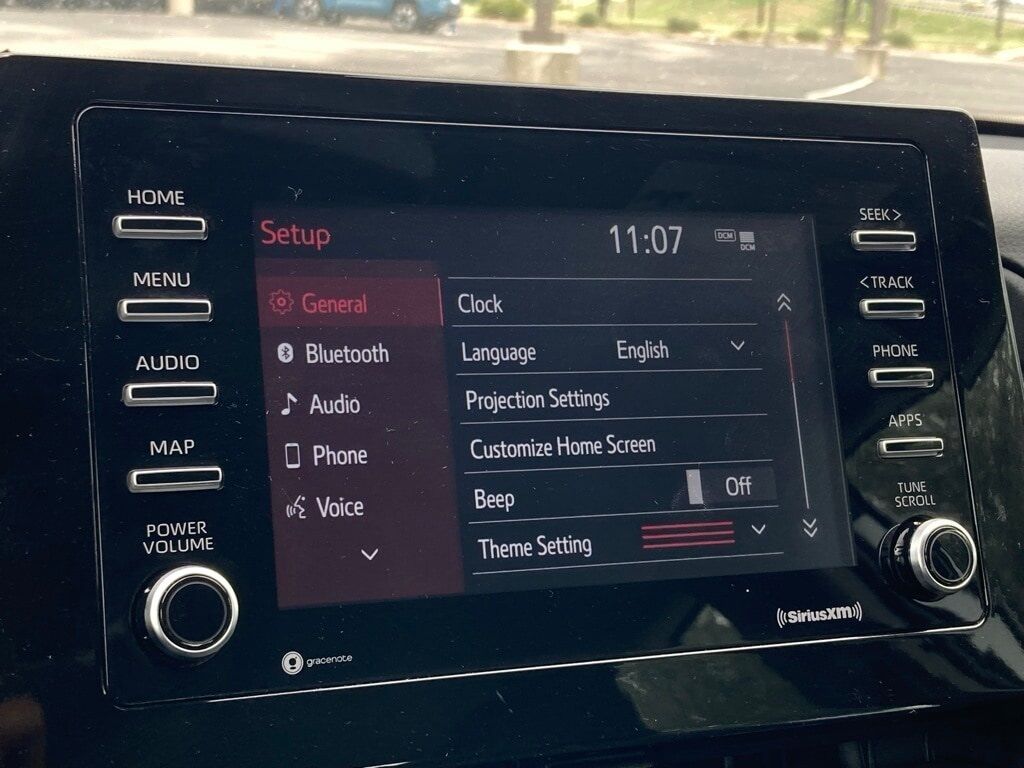 HOME
MENU
AUDIO
MAP
POWER
VOLUME
Setup
11:07
DCM
DCM
General
Bluetooth
Audio
Phone
Voice
Clock
Language English
Projection Settings
Customize Home Screen
Beep Off
Theme Setting
SEEK >
< TRACK
PHONE
APPS
TUNE
SCROLL
gracenote
((SiriusXM))